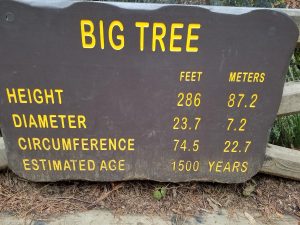 BIG TREE
FEET METERS
HEIGHT 286 87.2
DIAMETER 23.7 7.2
CIRCUMFERENCE 74.5 22.7
ESTIMATED AGE 1500 YEARS